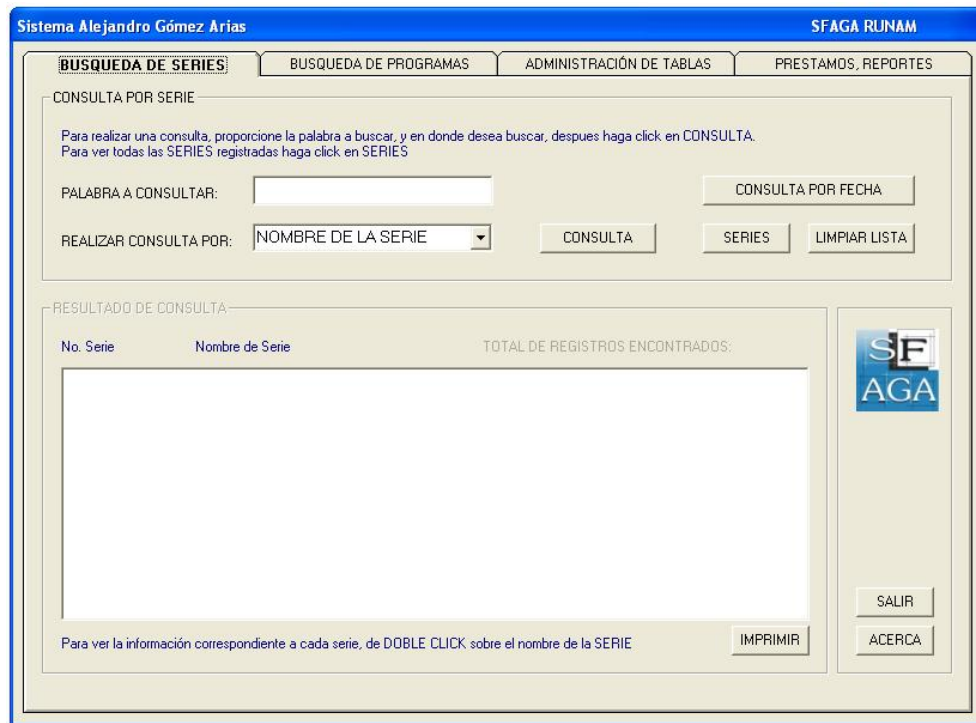 Sistema Alejandro Gómez Arias SFAGA RUNAM
BUSQUEDA DE SERIES BUSQUEDA DE PROGRAMAS ADMINISTRACIÓN DE TABLAS PRESTAMOS, REPORTES
CONSULTA POR SERIE
Para realizar una consulta, proporcione la palabra a buscar, y en donde desea buscar, despues haga click en CONSULTA.
Para ver todas las SERIES registradas haga click en SERIES
PALABRA A CONSULTAR: CONSULTA POR FECHA
REALIZAR CONSULTA POR: NOMBRE DE LA SERIE CONSULTA SERIES LIMPIAR LISTA
RESULTADO DE CONSULTA
No. Serie Nombre de Serie TOTAL DE REGISTROS ENCONTRADOS:
SF
AGA
SALIR
Para ver la información correspondiente a cada serie, de DOBLE CLICK sobre el nombre de la SERIE IMPRIMIR ACERCA